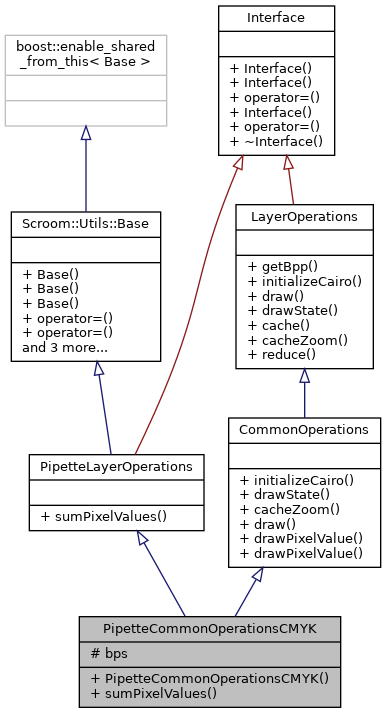 Interface
+ Interface()
+ Interface()
+ operator=()
+ Interface()
+ operator=()
+ ~Interface()
boost::enable_shared
_from_this< Base >
Scroom::Utils::Base
+ Base()
+ Base()
+ Base()
+ operator=()
+ operator=()
and 3 more...
LayerOperations
+ getBpp()
+ initializeCairo()
+ draw()
+ drawState()
+ cache()
+ cacheZoom()
+ reduce()
CommonOperations
+ initializeCairo()
+ drawState()
+ cacheZoom()
+ draw()
+ drawPixelValue()
+ drawPixelValue()
PipetteLayerOperations
+ sumPixelValues()
PipetteCommonOperationsCMYK
# bps
+ PipetteCommonOperationsCMYK()
+ sumPixelValues()